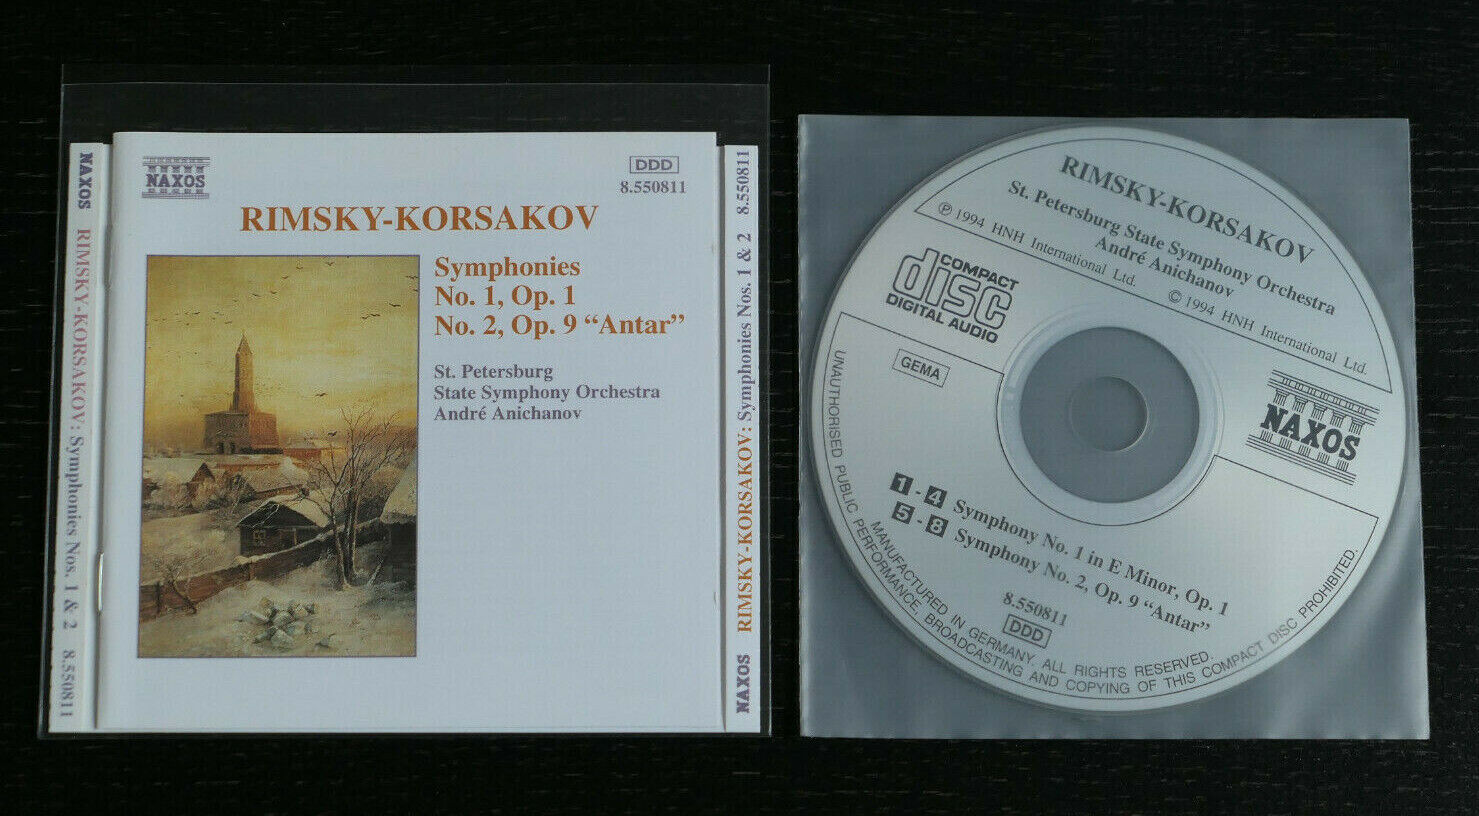 NAXOS RIMSKY-KORSAKOV: Symphonies Nos. 1 & 2 8.550811
NAXOS
DDD
8.550811
RIMSKY-KORSAKOV
Symphonies
No. 1, Op. 1
No. 2, Op. 9 “Antar”
St. Petersburg
State Symphony Orchestra
André Anichanov
NAXOS RIMSKY-KORSAKOV: Symphonies Nos. 1 & 2 8.550811
RIMSKY-KORSAKOV
St. Petersburg State Symphony Orchestra
André Anichanov
℗ 1994 HNH International Ltd. © 1994 HNH International Ltd.
COMPACT
disc
DIGITAL AUDIO
GEMA
NAXOS
1 - 4 Symphony No. 1 in E Minor, Op. 1
5 - 8 Symphony No. 2, Op. 9 “Antar”
8.550811
DDD
MANUFACTURED IN GERMANY. ALL RIGHTS RESERVED.
UNAUTHORISED PUBLIC PERFORMANCE, BROADCASTING AND COPYING OF THIS COMPACT DISC PROHIBITED.